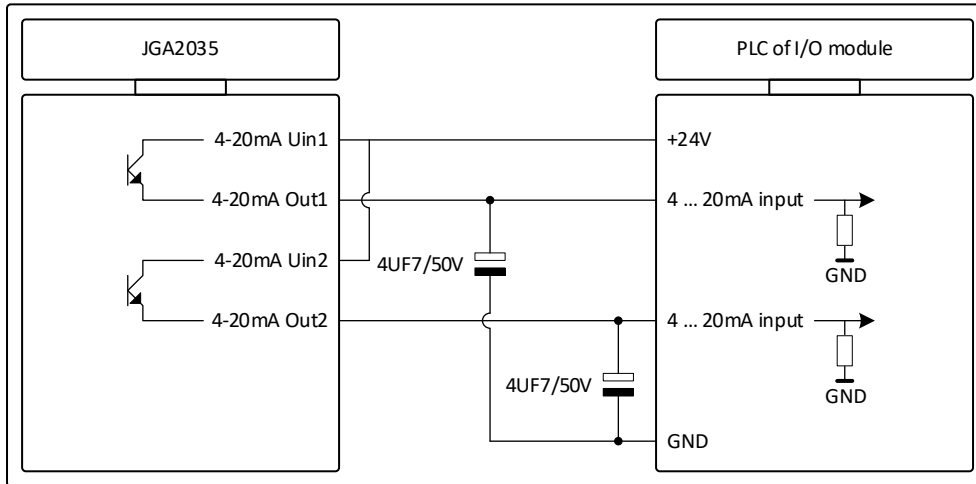 JGA2035
PLC of I/O module
4-20mA Uin1
+24V
4-20mA Out1
4 ... 20mA input
4-20mA Uin2
4UF7/50V
GND
4-20mA Out2
4 ... 20mA input
4UF7/50V
GND
GND